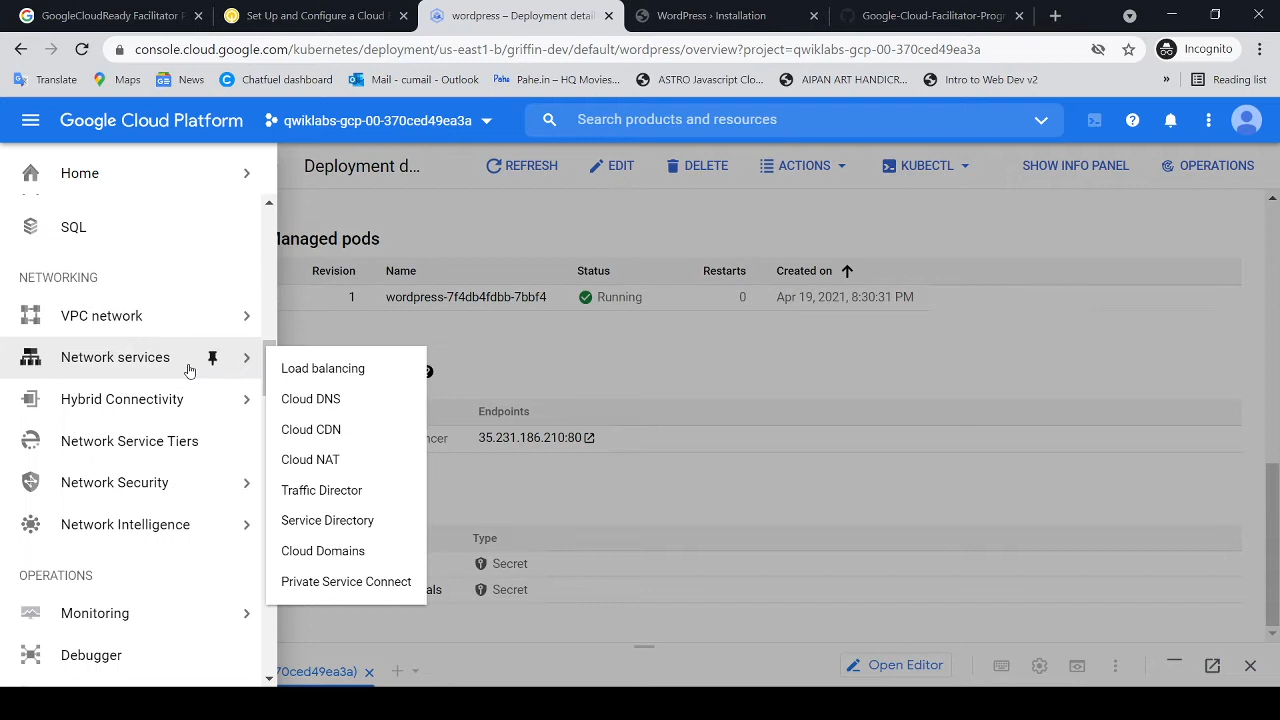 GoogleCloudReady Facilitator P
Set Up and Configure a Cloud E
wordpress – Deployment detail
WordPress › Installation
Google-Cloud-Facilitator-Progr
console.cloud.google.com/kubernetes/deployment/us-east1-b/griffin-dev/default/wordpress/overview?project=qwiklabs-gcp-00-370ced49ea3a
Incognito
Translate
Maps
News
Chatfuel dashboard
Mail - cumail - Outlook
Pahe Pahe.in – HQ Movies...
ASTRO Javascript Clo...
AIPAN ART HANDICR...
Intro to Web Dev v2
»
Reading list
Google Cloud Platform
qwiklabs-gcp-00-370ced49ea3a
Search products and resources
Home
Deployment d...
REFRESH
EDIT
DELETE
ACTIONS
KUBECTL
SHOW INFO PANEL
OPERATIONS
SQL
Managed pods
NETWORKING
Revision Name Status Restarts Created on
1 wordpress-7f4db4fdbb-7bbf4 Running 0 Apr 19, 2021, 8:30:31 PM
VPC network
Network services
Load balancing
Cloud DNS
Cloud CDN
Cloud NAT
Traffic Director
Service Directory
Cloud Domains
Private Service Connect
Hybrid Connectivity
Network Service Tiers
Network Security
Network Intelligence
OPERATIONS
Monitoring
Debugger
Endpoints
ncer 35.231.186.210:80
Type
Secret
als Secret
70ced49ea3a)
Open Editor